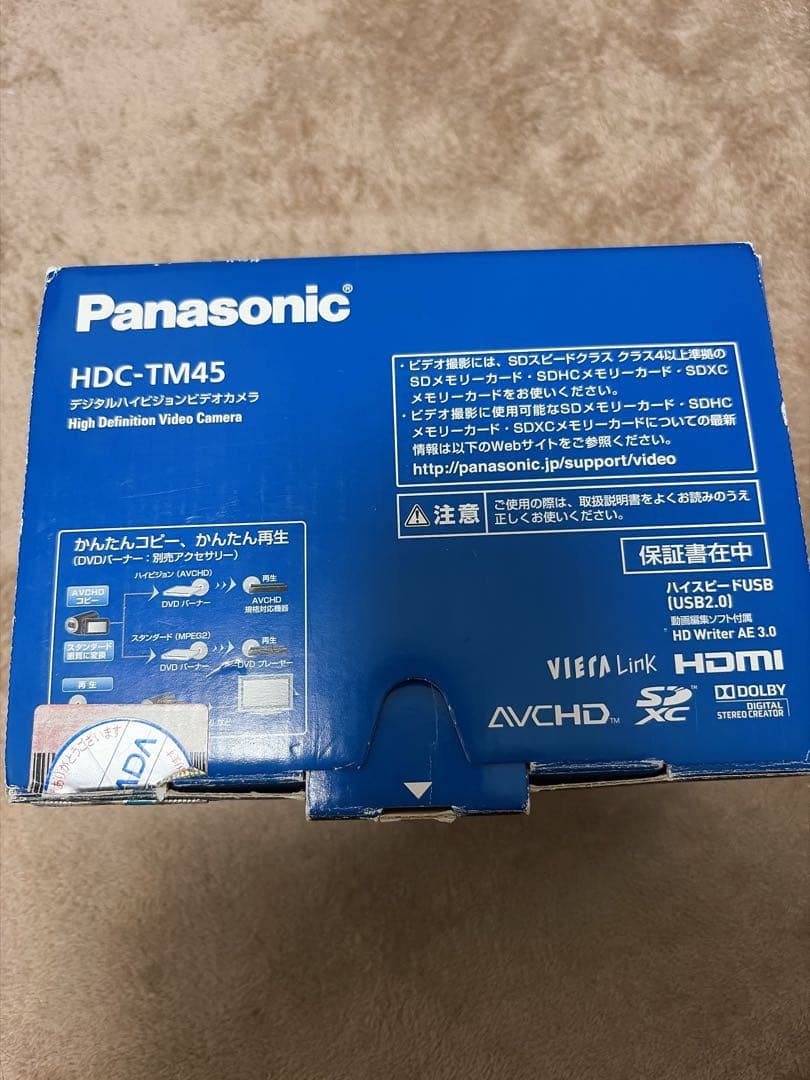 Panasonic®
HDC-TM45
デジタルハイビジョンビデオカメラ
High Definition Video Camera
・ビデオ撮影には、SDスピードクラス クラス4以上準拠の
SDメモリーカード・SDHCメモリーカード・SDXC
メモリーカードをお使いください。
・ビデオ撮影に使用可能なSDメモリーカード・SDHC
メモリーカード・SDXCメモリーカードについての最新
情報は以下のWebサイトをご参照ください。
http://panasonic.jp/support/video
注意
ご使用の際は、取扱説明書をよくお読みのうえ
正しくお使いください。
保証書在中
ハイスピードUSB
(USB2.0)
動画編集ソフト付属
HD Writer AE 3.0
VIERA Link HDMI
AVCHD™ SD XC™ DOLBY
DIGITAL
STEREO CREATOR
かんたんコピー、かんたん再生
(DVDバーナー:別売アクセサリー)
ハイビジョン (AVCHD)
AVCHD
コピー
DVD バーナー
再生
AVCHD
規格対応機器
スタンダード
画質に変換
スタンダード (MPEG2)
DVD バーナー
再生
DVD プレーヤー
再生
ありがとうございます